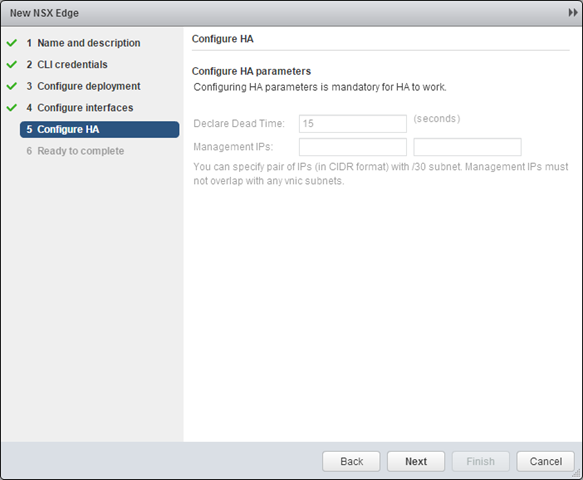 New NSX Edge
1 Name and description
2 CLI credentials
3 Configure deployment
4 Configure interfaces
5 Configure HA
6 Ready to complete
Configure HA
Configure HA parameters
Configuring HA parameters is mandatory for HA to work.
Declare Dead Time: 15 (seconds)
Management IPs:
You can specify pair of IPs (in CIDR format) with /30 subnet. Management IPs must
not overlap with any vnic subnets.
Back Next Finish Cancel